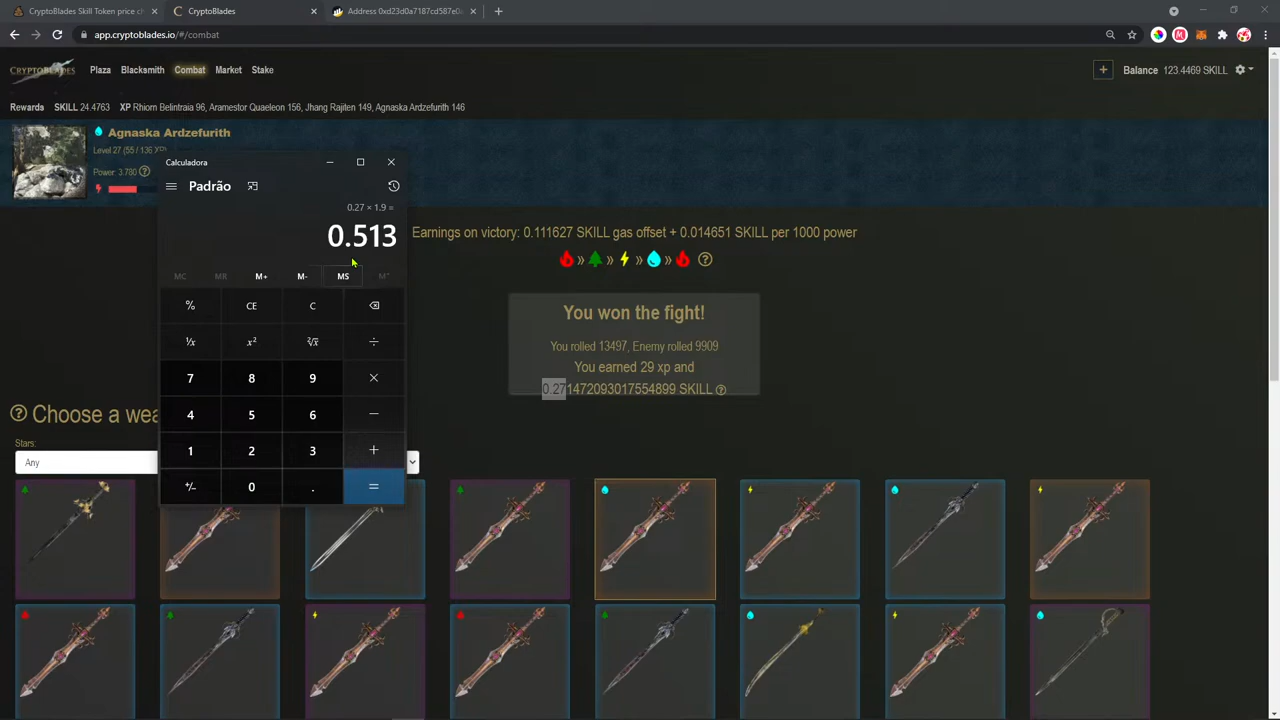 CryptoBlades Skill Token price c
CryptoBlades
Address 0xd23d0a7187cd587e0
app.cryptoblades.io/#/combat
CRYPTOBLADES
Plaza
Blacksmith
Combat
Market
Stake
Balance 123.4469 SKILL
Rewards SKILL 24.4763 XP Rhiom Belintraia 96, Aramestor Quaeleon 156, Jhang Rajiten 149, Agnaska Ardzefurith 146
Agnaska Ardzefurith
Level 27 (55 / 136
Power: 3.780
Calculadora
Padrão
0.27 × 1.9 =
0.513
MC MR M+ M- MS
% CE C
¹/x x² ²√x ÷
7 8 9 ×
4 5 6 −
1 2 3 +
+/- 0 . =
Earnings on victory: 0.111627 SKILL gas offset + 0.014651 SKILL per 1000 power
» » » »
You won the fight!
You rolled 13497, Enemy rolled 9909
You earned 29 xp and
0.271472093017554899 SKILL
Choose a wea
Stars:
Any